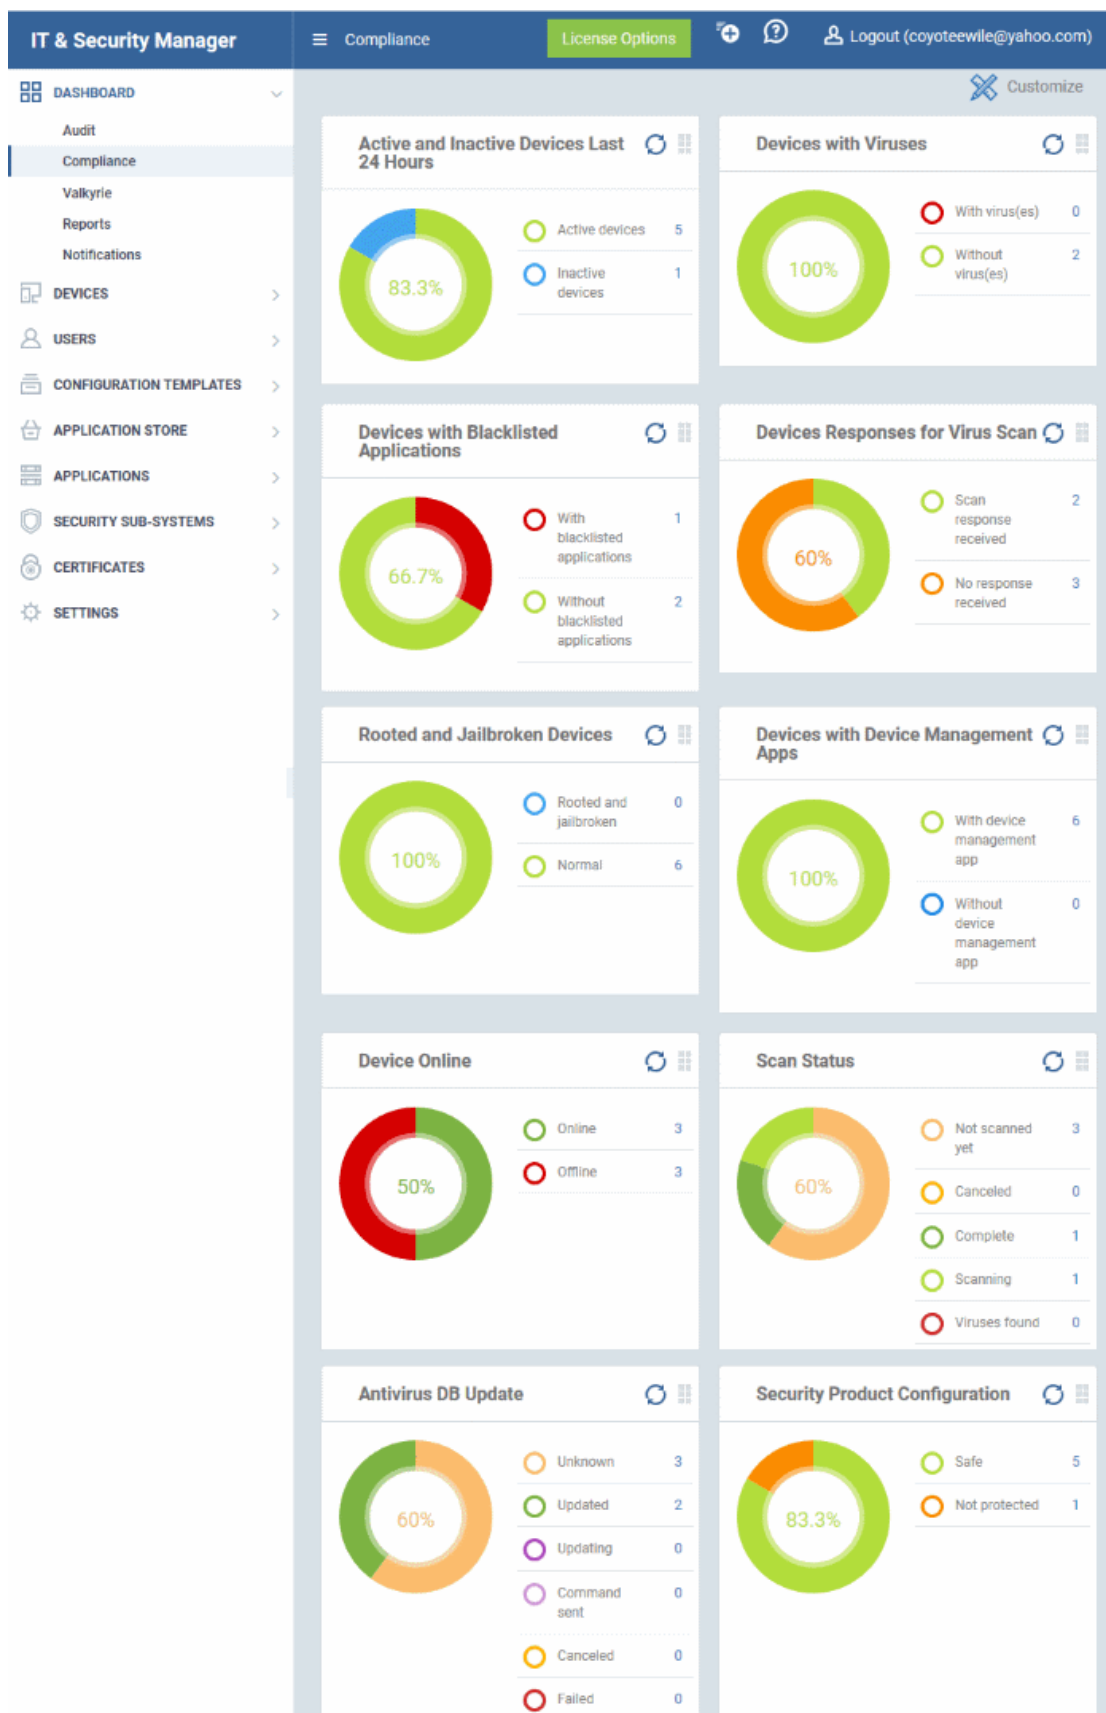 IT & Security Manager
Compliance
License Options
Logout (coyoteewile@yahoo.com)
DASHBOARD
Audit
Compliance
Valkyrie
Reports
Notifications
DEVICES
USERS
CONFIGURATION TEMPLATES
APPLICATION STORE
APPLICATIONS
SECURITY SUB-SYSTEMS
CERTIFICATES
SETTINGS
Customize
Active and Inactive Devices Last
24 Hours
83.3%
Active devices 5
Inactive 1
devices
Devices with Viruses
100%
With virus(es) 0
Without 2
virus(es)
Devices with Blacklisted
Applications
66.7%
With 1
blacklisted
applications
Without 2
blacklisted
applications
Devices Responses for Virus Scan
60%
Scan 2
response
received
No response 3
received
Rooted and Jailbroken Devices
100%
Rooted and 0
jailbroken
Normal 6
Devices with Device Management
Apps
100%
With device 6
management
app
Without 0
device
management
app
Device Online
50%
Online 3
Offline 3
Scan Status
60%
Not scanned 3
yet
Canceled 0
Complete 1
Scanning 1
Viruses found 0
Antivirus DB Update
60%
Unknown 3
Updated 2
Updating 0
Command 0
sent
Canceled 0
Failed 0
Security Product Configuration
83.3%
Safe 5
Not protected 1